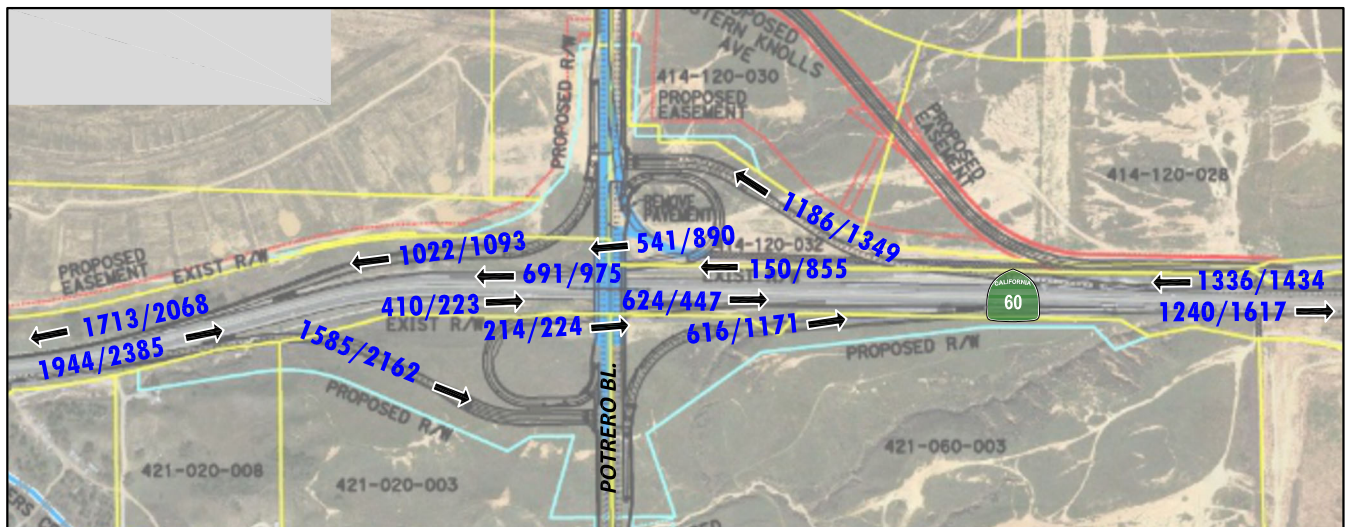 PROPOSED
STERN KNOLLS
AVE
414-120-030
PROPOSED
EASEMENT
PROPOSED R/W
PROPOSED
EASEMENT
414-120-028
REMOVE
PAVEMENT
1186/1349
PROPOSED
EASEMENT
EXIST R/W
1022/1093
541/890
414-120-032
691/975
150/855
1336/1434
CALIFORNIA
60
1713/2068
410/223
624/447
1240/1617
1944/2385
EXIST R/W
214/224
616/1171
1585/2162
PROPOSED R/W
PROPOSED R/W
POTRERO BL.
421-060-003
421-020-008
421-020-003
ERS C